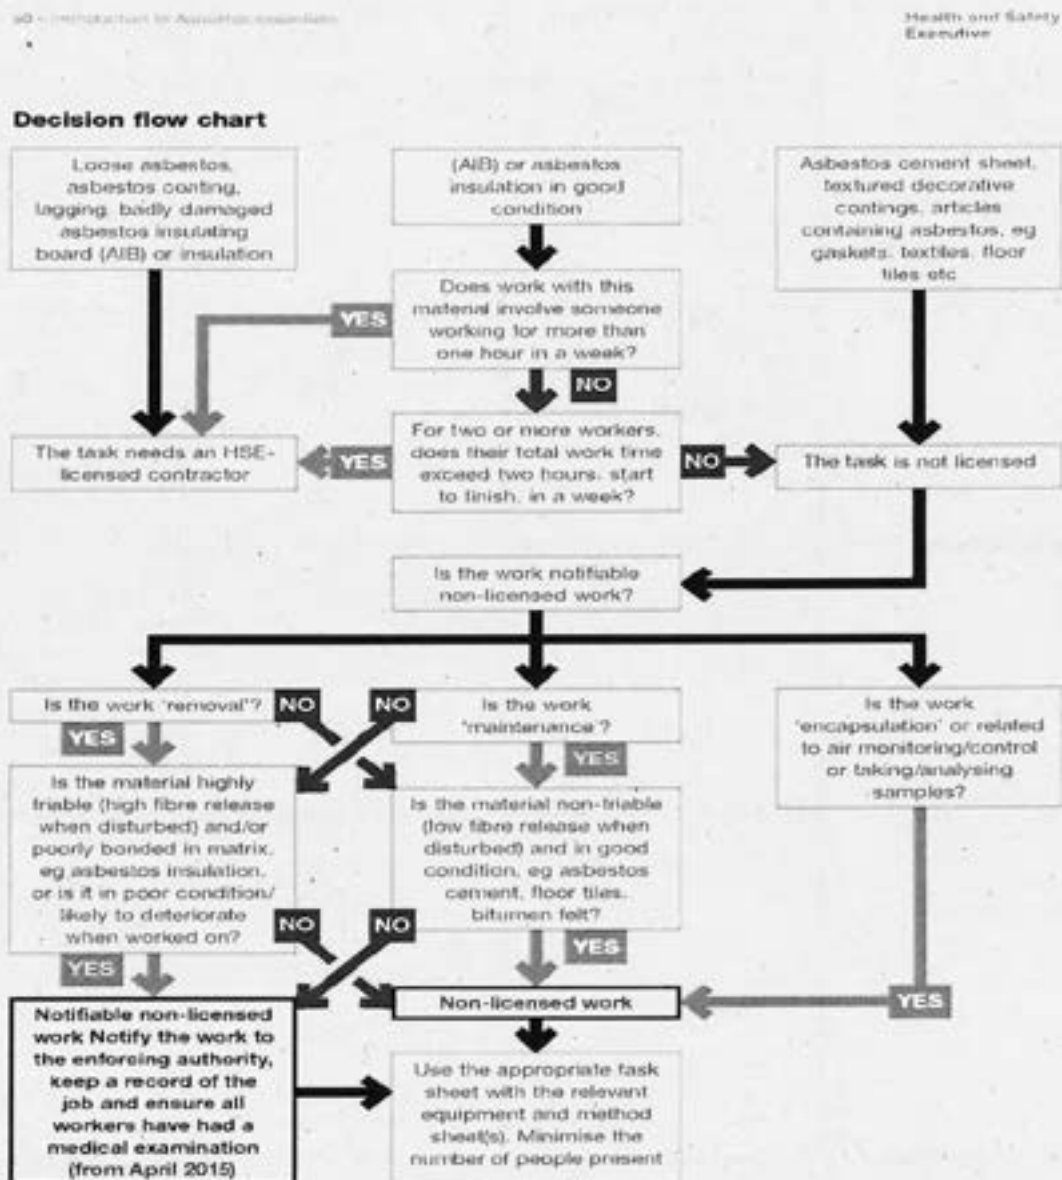 a0 – Introduction to Asbestos essentials
Health and Safety
Executive
Decision flow chart
Loose asbestos,
asbestos coating,
lagging, badly damaged
asbestos insulating
board (AIB) or insulation
(AIB) or asbestos
insulation in good
condition
Asbestos cement sheet,
textured decorative
coatings, articles
containing asbestos, eg
gaskets, textiles, floor
tiles etc
Does work with this
material involve someone
working for more than
one hour in a week?
YES
NO
The task needs an HSE-
licensed contractor
YES
For two or more workers,
does their total work time
exceed two hours, start
to finish, in a week?
NO
The task is not licensed
Is the work notifiable
non-licensed work?
Is the work 'removal'?
NO
NO
Is the work
'maintenance'?
Is the work
'encapsulation' or related
to air monitoring/control
or taking/analysing
samples?
YES
YES
Is the material highly
friable (high fibre release
when disturbed) and/or
poorly bonded in matrix,
eg asbestos insulation,
or is it in poor condition/
likely to deteriorate
when worked on?
Is the material non-friable
(low fibre release when
disturbed) and in good
condition, eg asbestos
cement, floor tiles,
bitumen felt?
NO
NO
YES
YES
YES
Notifiable non-licensed
work Notify the work to
the enforcing authority,
keep a record of the
job and ensure all
workers have had a
medical examination
(from April 2015)
Non-licensed work
Use the appropriate task
sheet with the relevant
equipment and method
sheet(s). Minimise the
number of people present